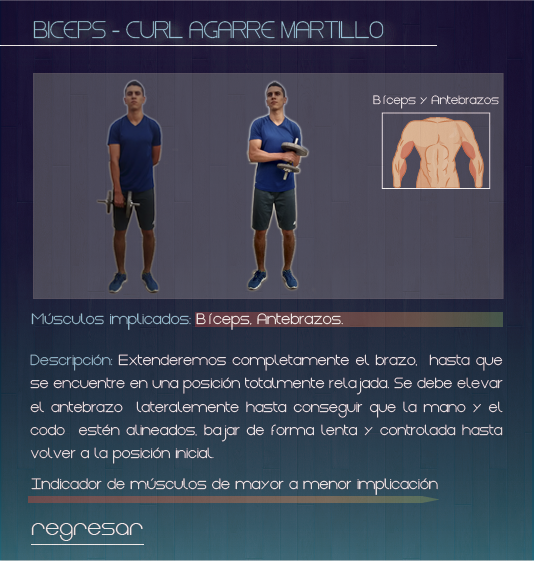 BICEPS - CURL AGARRE MARTILLO
Bíceps y Antebrazos
Músculos implicados: Bíceps, Antebrazos.
Descripción: Extenderemos completamente el brazo, hasta que
se encuentre en una posición totalmente relajada. Se debe elevar
el antebrazo lateralemente hasta conseguir que la mano y el
codo estén alineados, bajar de forma lenta y controlada hasta
volver a la posición inicial.
Indicador de músculos de mayor a menor implicación
regresar